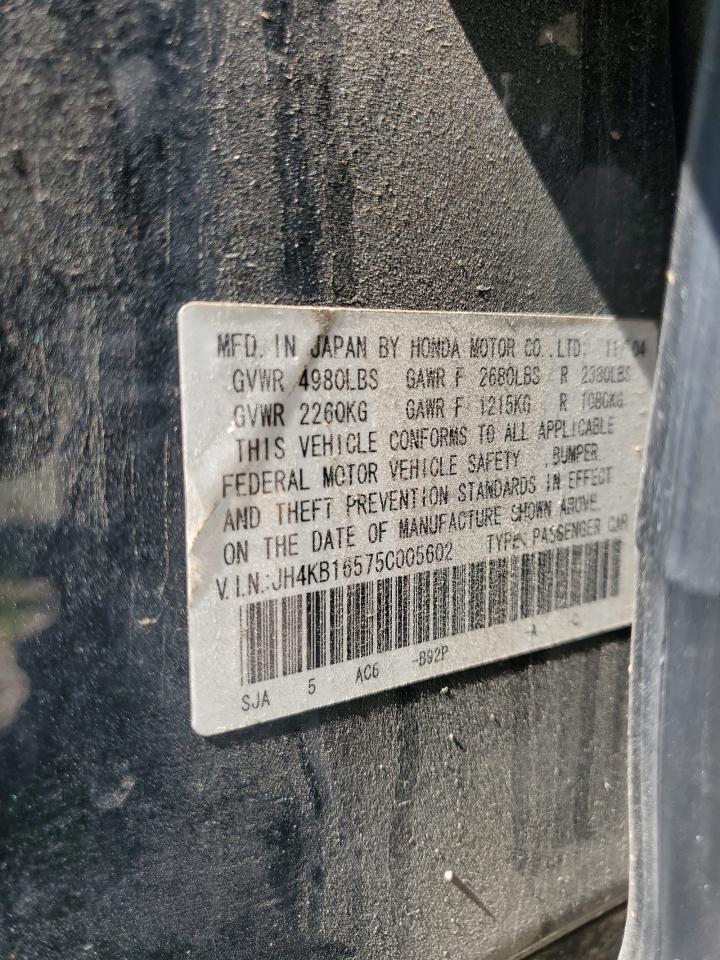 MFD. IN JAPAN BY HONDA MOTOR CO.,LTD. 11/04
GVWR 4980LBS GAWR F 2680LBS R 2380LBS
GVWR 2260KG GAWR F 1215KG R 1080KG
THIS VEHICLE CONFORMS TO ALL APPLICABLE
FEDERAL MOTOR VEHICLE SAFETY ,BUMPER,
AND THEFT PREVENTION STANDARDS IN EFFECT
ON THE DATE OF MANUFACTURE SHOWN ABOVE.
V.I.N.:JH4KB16575C005602 TYPE: PASSENGER CAR
SJA 5 AC6 -B92P -A -C